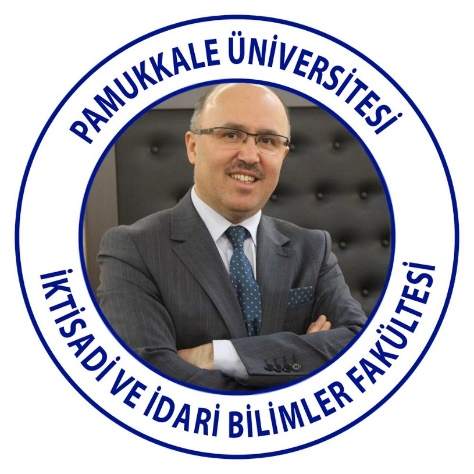 PAMUKKALE ÜNİVERSİTESİ
İKTİSADİ VE İDARİ BİLİMLER FAKÜLTESİ